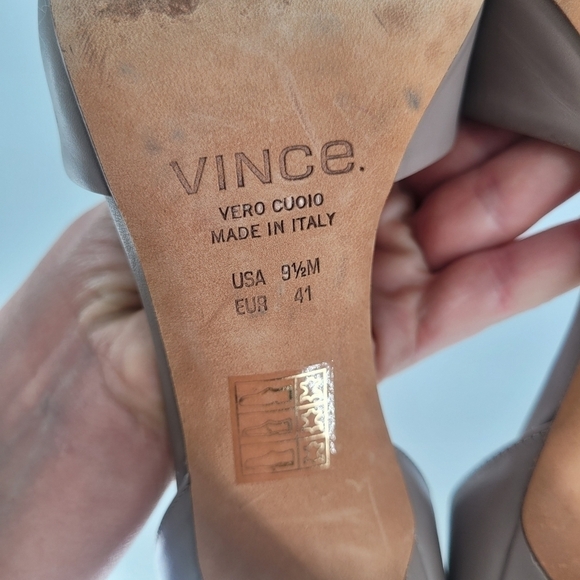 VINCe.
VERO CUOIO
MADE IN ITALY
USA 9½M
EUR 41